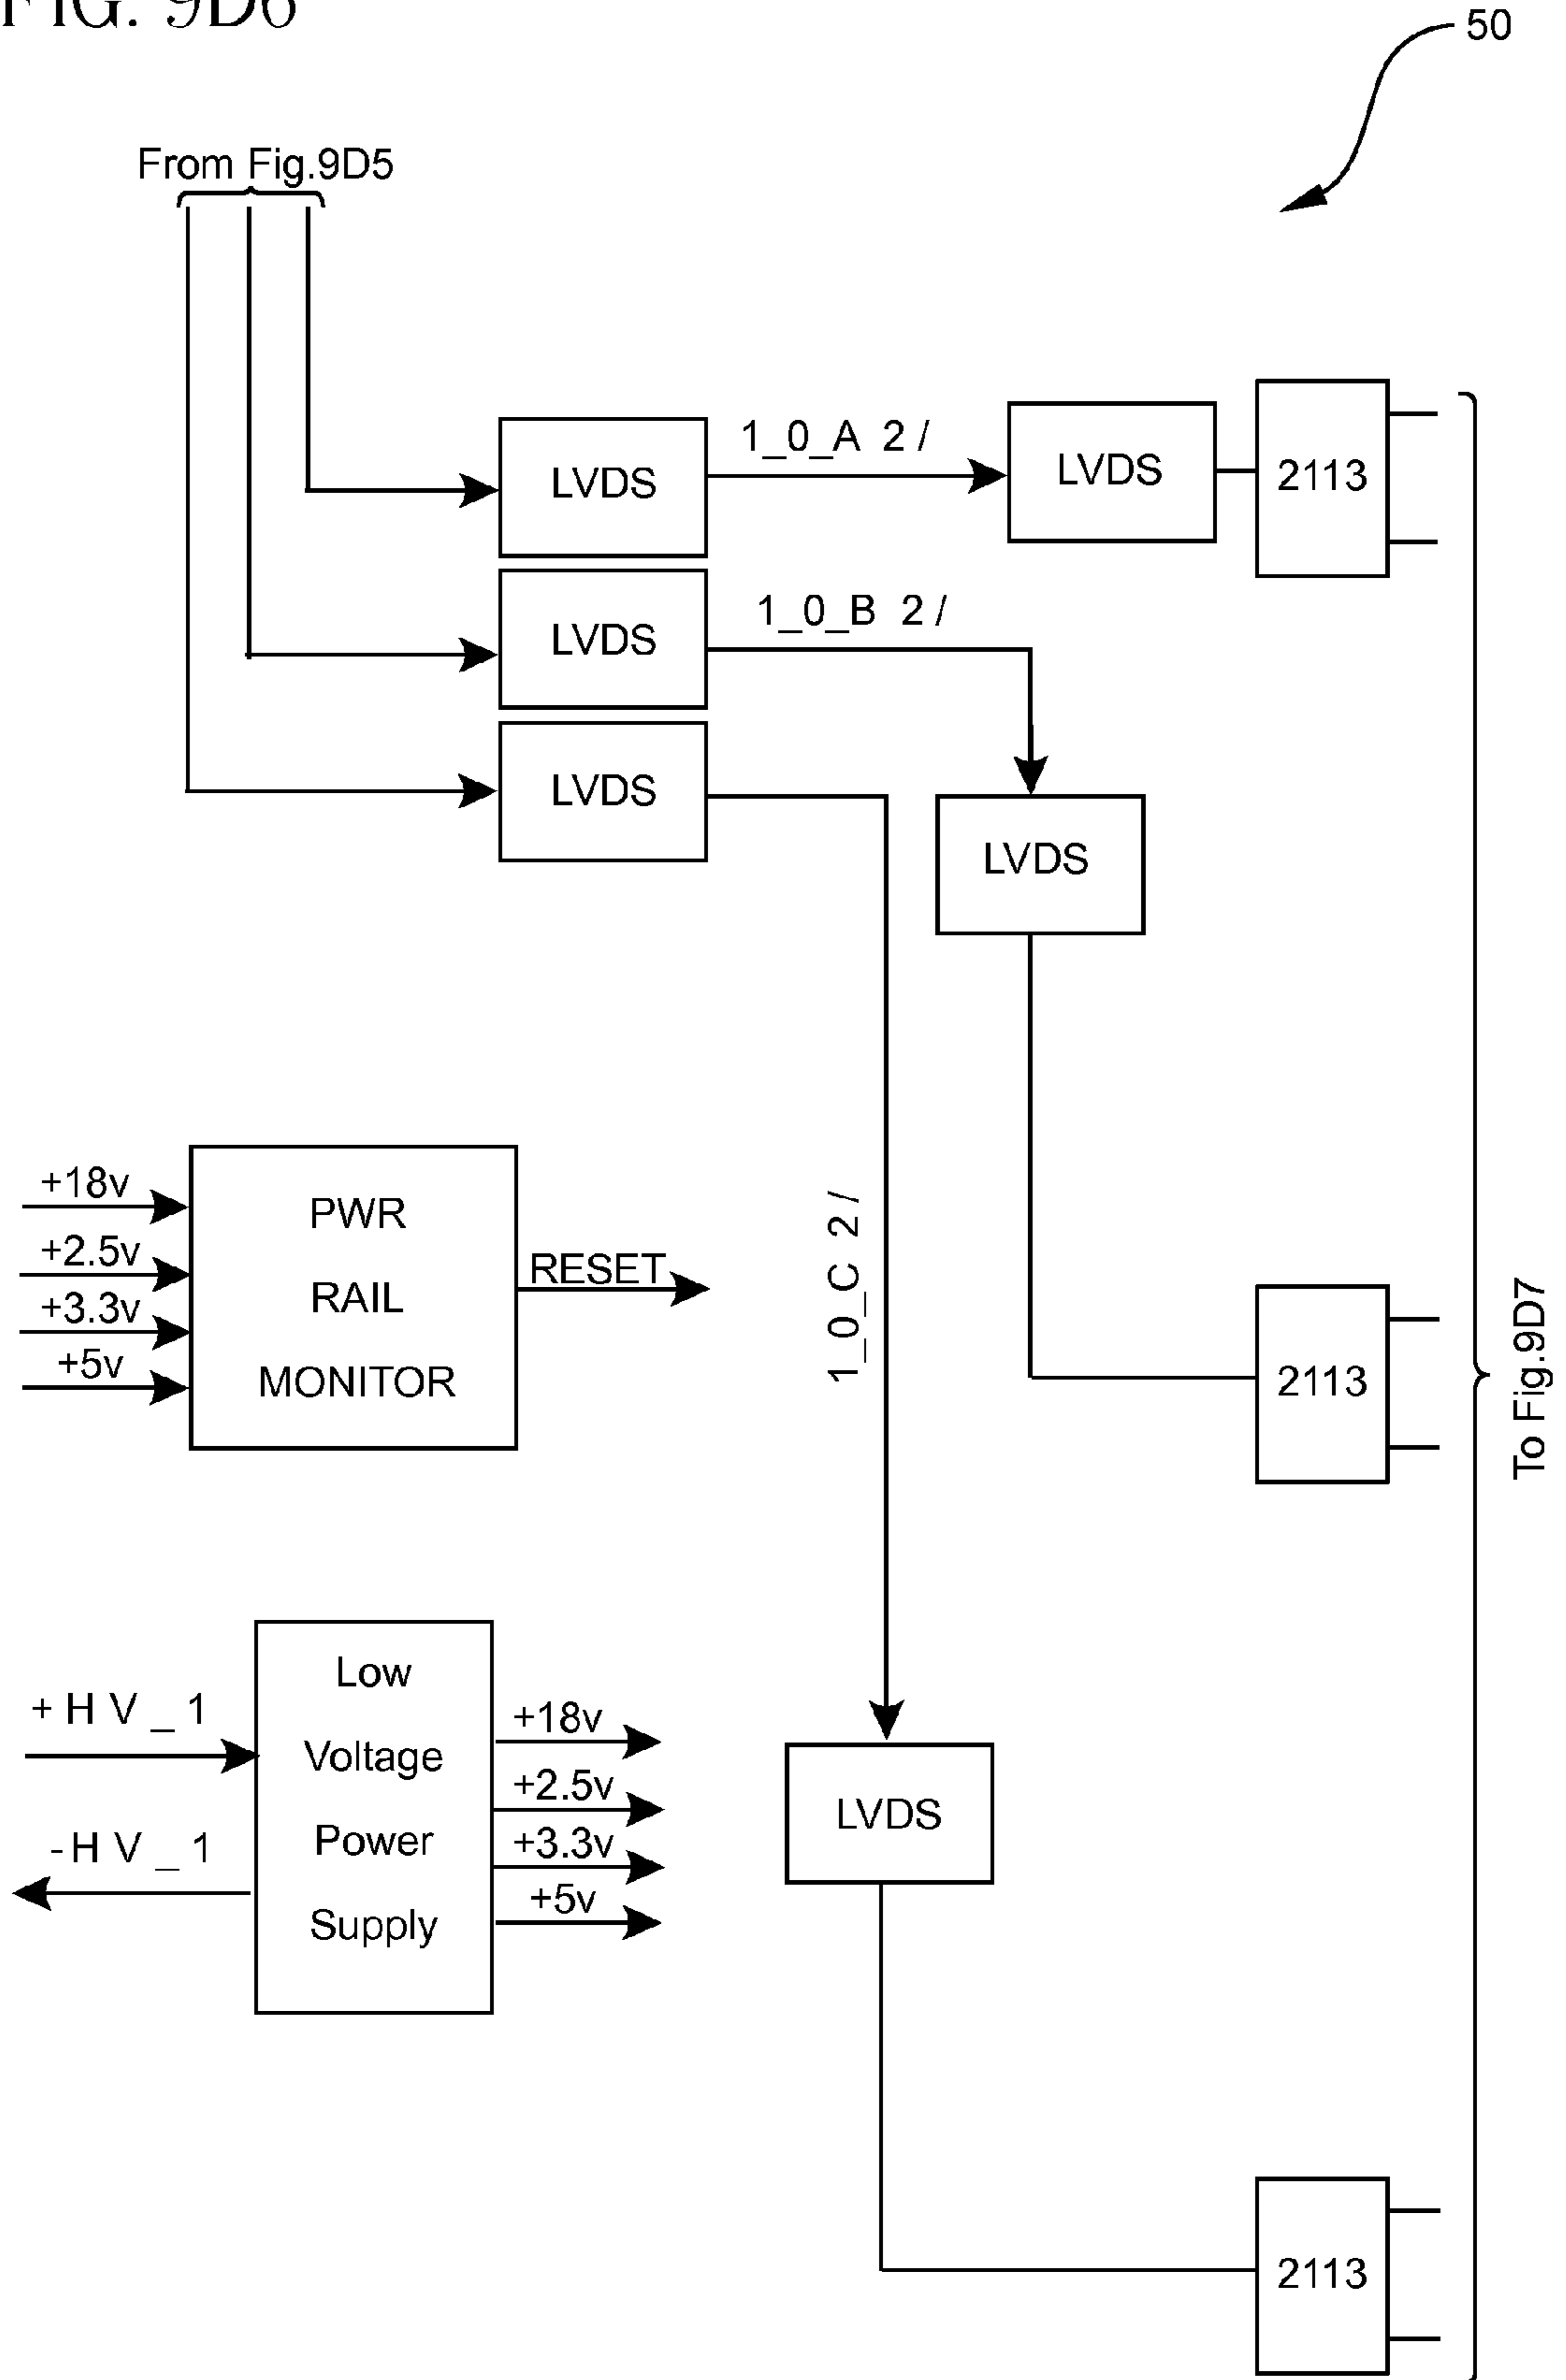 FIG. 9D6
50
From Fig.9D5
LVDS
1_0_A 2 /
LVDS
2113
LVDS
1_0_B 2 /
LVDS
LVDS
1_0_C 2 /
+18v
+2.5v
+3.3v
+5v
PWR
RAIL
MONITOR
RESET
2113
To Fig.9D7
+ H V _ 1
- H V _ 1
Low
Voltage
Power
Supply
+18v
+2.5v
+3.3v
+5v
LVDS
2113